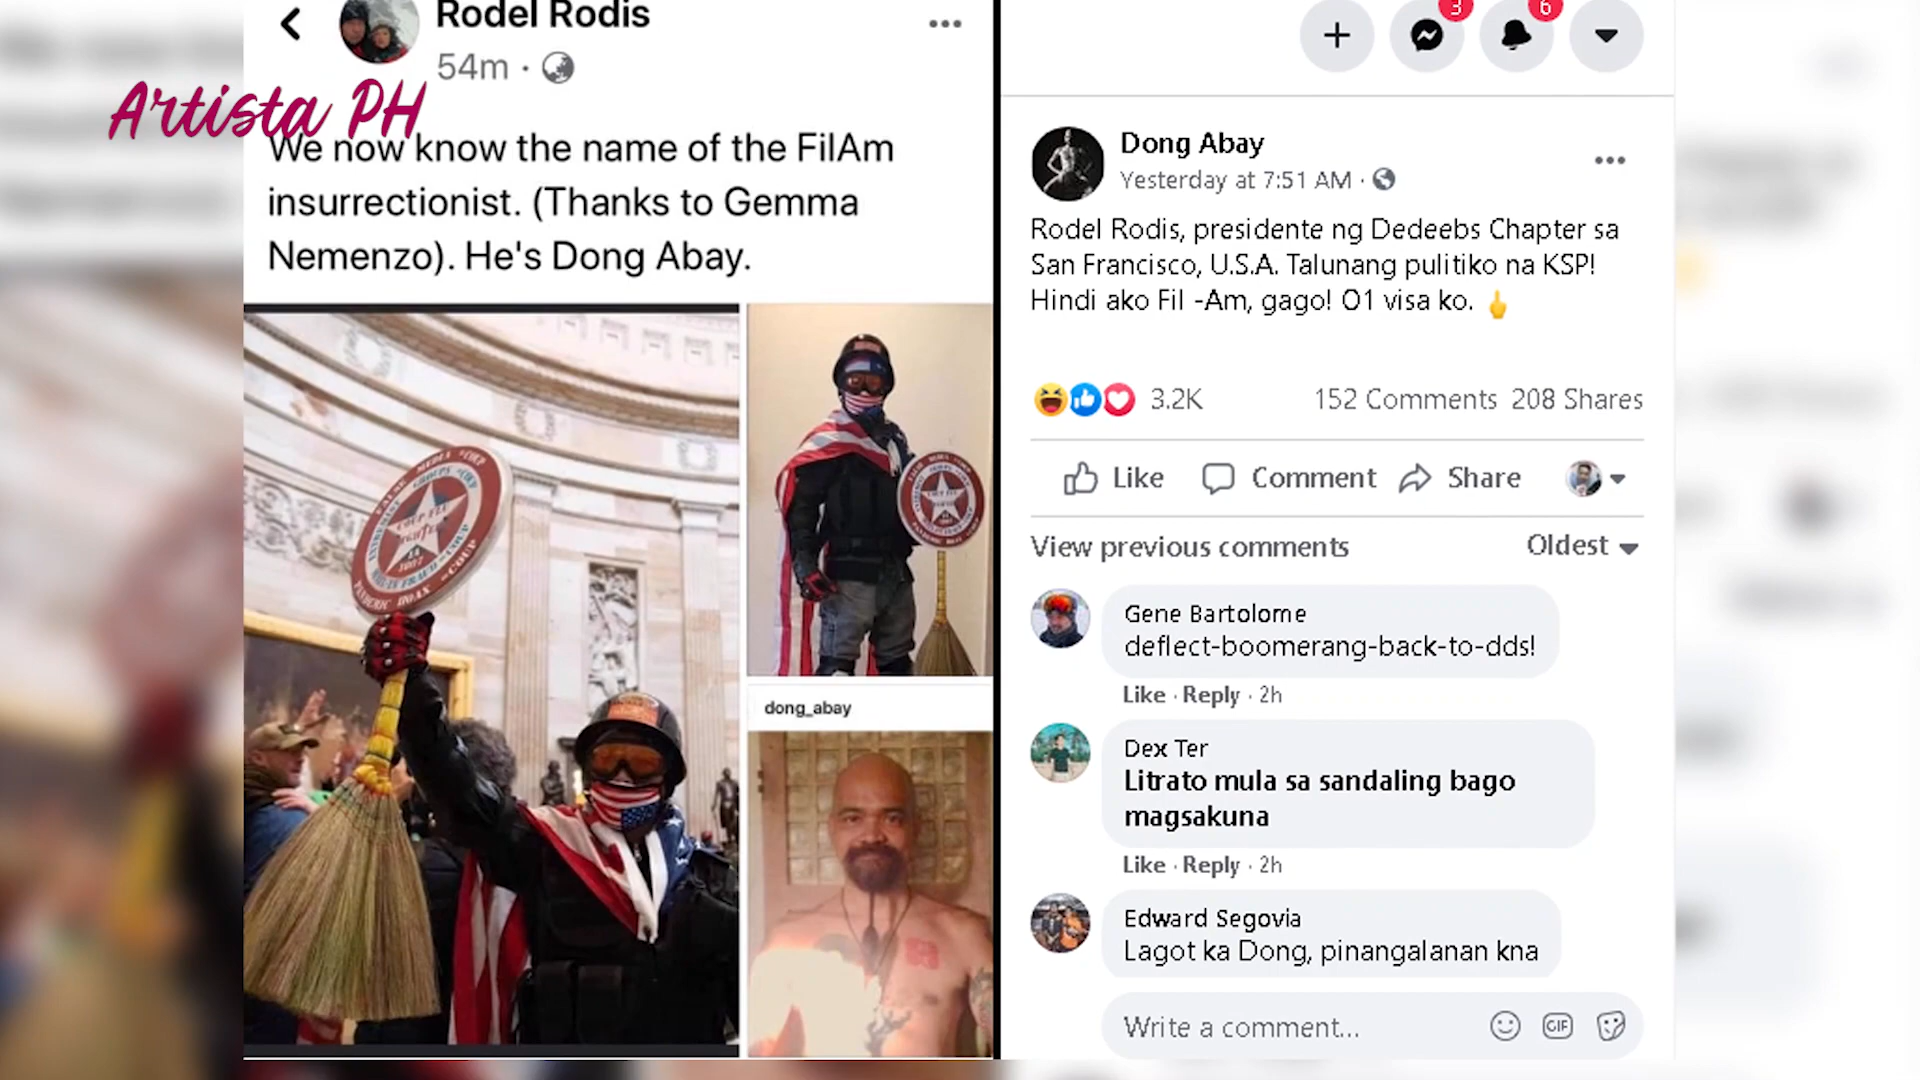 Rodel Rodis
54m ·
Artista PH
We now know the name of the FilAm
insurrectionist. (Thanks to Gemma
Nemenzo). He's Dong Abay.
dong_abay
3
6
Dong Abay
Yesterday at 7:51 AM ·
Rodel Rodis, presidente ng Dedeebs Chapter sa
San Francisco, U.S.A. Talunang pulitiko na KSP!
Hindi ako Fil -Am, gago! O1 visa ko. 🖕
3.2K
152 Comments 208 Shares
Like Comment Share
View previous comments
Oldest
Gene Bartolome
deflect-boomerang-back-to-dds!
Like · Reply · 2h
Dex Ter
Litrato mula sa sandaling bago
magsakuna
Like · Reply · 2h
Edward Segovia
Lagot ka Dong, pinangalanan kna
Write a comment...
GIF